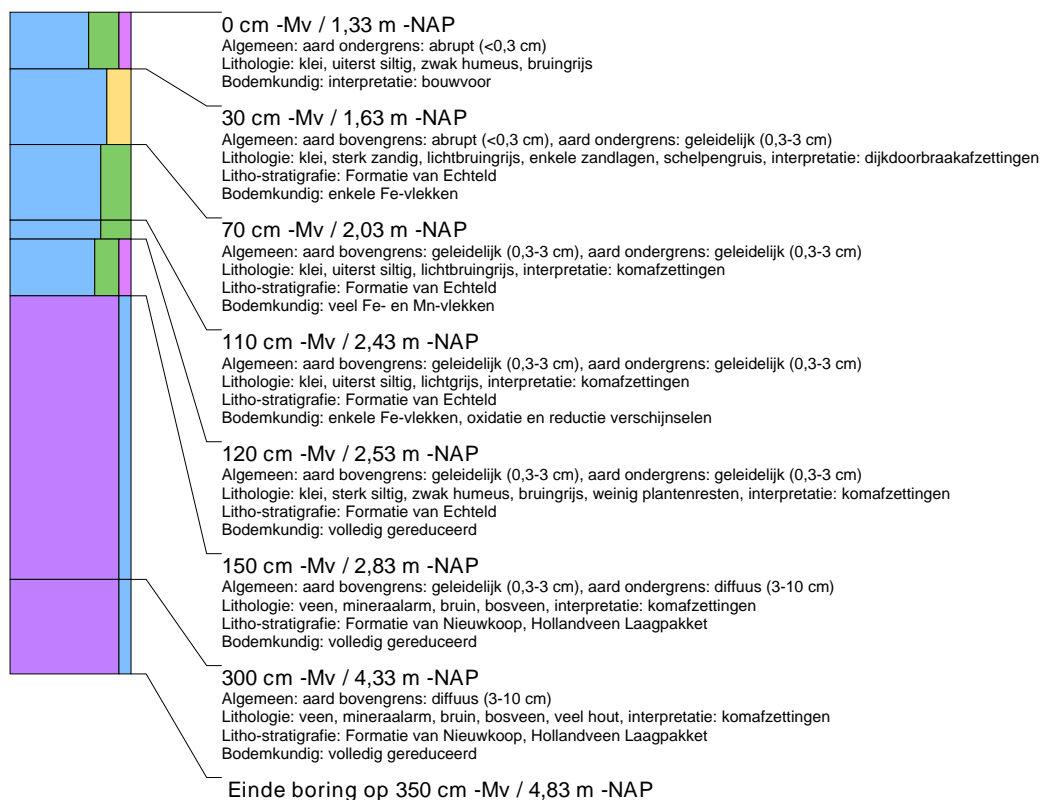 0 cm -Mv / 1,33 m -NAP
Algemeen: aard ondergrens: abrupt (<0,3 cm)
Lithologie: klei, uiterst siltig, zwak humeus, bruingrijs
Bodemkundig: interpretatie: bouwvoor
30 cm -Mv / 1,63 m -NAP
Algemeen: aard bovengrens: abrupt (<0,3 cm), aard ondergrens: geleidelijk (0,3-3 cm)
Lithologie: klei, sterk zandig, lichtbruingrijs, enkele zandlagen, schelpengruis, interpretatie: dijkdoorbraakafzettingen
Litho-stratigrafie: Formatie van Echteld
Bodemkundig: enkele Fe-vlekken
70 cm -Mv / 2,03 m -NAP
Algemeen: aard bovengrens: geleidelijk (0,3-3 cm), aard ondergrens: geleidelijk (0,3-3 cm)
Lithologie: klei, uiterst siltig, lichtbruingrijs, interpretatie: komafzettingen
Litho-stratigrafie: Formatie van Echteld
Bodemkundig: veel Fe- en Mn-vlekken
110 cm -Mv / 2,43 m -NAP
Algemeen: aard bovengrens: geleidelijk (0,3-3 cm), aard ondergrens: geleidelijk (0,3-3 cm)
Lithologie: klei, uiterst siltig, lichtgrijs, interpretatie: komafzettingen
Litho-stratigrafie: Formatie van Echteld
Bodemkundig: enkele Fe-vlekken, oxidatie en reductie verschijnselen
120 cm -Mv / 2,53 m -NAP
Algemeen: aard bovengrens: geleidelijk (0,3-3 cm), aard ondergrens: geleidelijk (0,3-3 cm)
Lithologie: klei, sterk siltig, zwak humeus, bruingrijs, weinig plantenresten, interpretatie: komafzettingen
Litho-stratigrafie: Formatie van Echteld
Bodemkundig: volledig gereduceerd
150 cm -Mv / 2,83 m -NAP
Algemeen: aard bovengrens: geleidelijk (0,3-3 cm), aard ondergrens: diffuus (3-10 cm)
Lithologie: veen, mineraalarm, bruin, bosveen, interpretatie: komafzettingen
Litho-stratigrafie: Formatie van Nieuwkoop, Hollandveen Laagpakket
Bodemkundig: volledig gereduceerd
300 cm -Mv / 4,33 m -NAP
Algemeen: aard bovengrens: diffuus (3-10 cm)
Lithologie: veen, mineraalarm, bruin, bosveen, veel hout, interpretatie: komafzettingen
Litho-stratigrafie: Formatie van Nieuwkoop, Hollandveen Laagpakket
Bodemkundig: volledig gereduceerd
Einde boring op 350 cm -Mv / 4,83 m -NAP